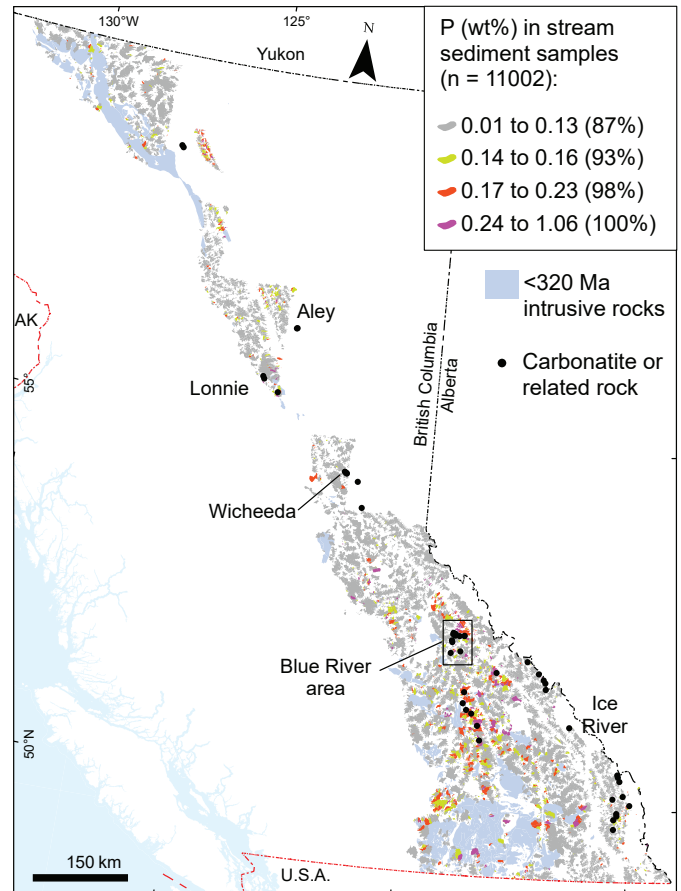 130°W
125°
N
Yukon
P (wt%) in stream
sediment samples
(n = 11002):
0.01 to 0.13 (87%)
0.14 to 0.16 (93%)
0.17 to 0.23 (98%)
0.24 to 1.06 (100%)
<320 Ma
intrusive rocks
Carbonatite or
related rock
British Columbia
Alberta
AK
Aley
55°
Lonnie
Wicheeda
Blue River
area
Ice
River
50°N
150 km
U.S.A.